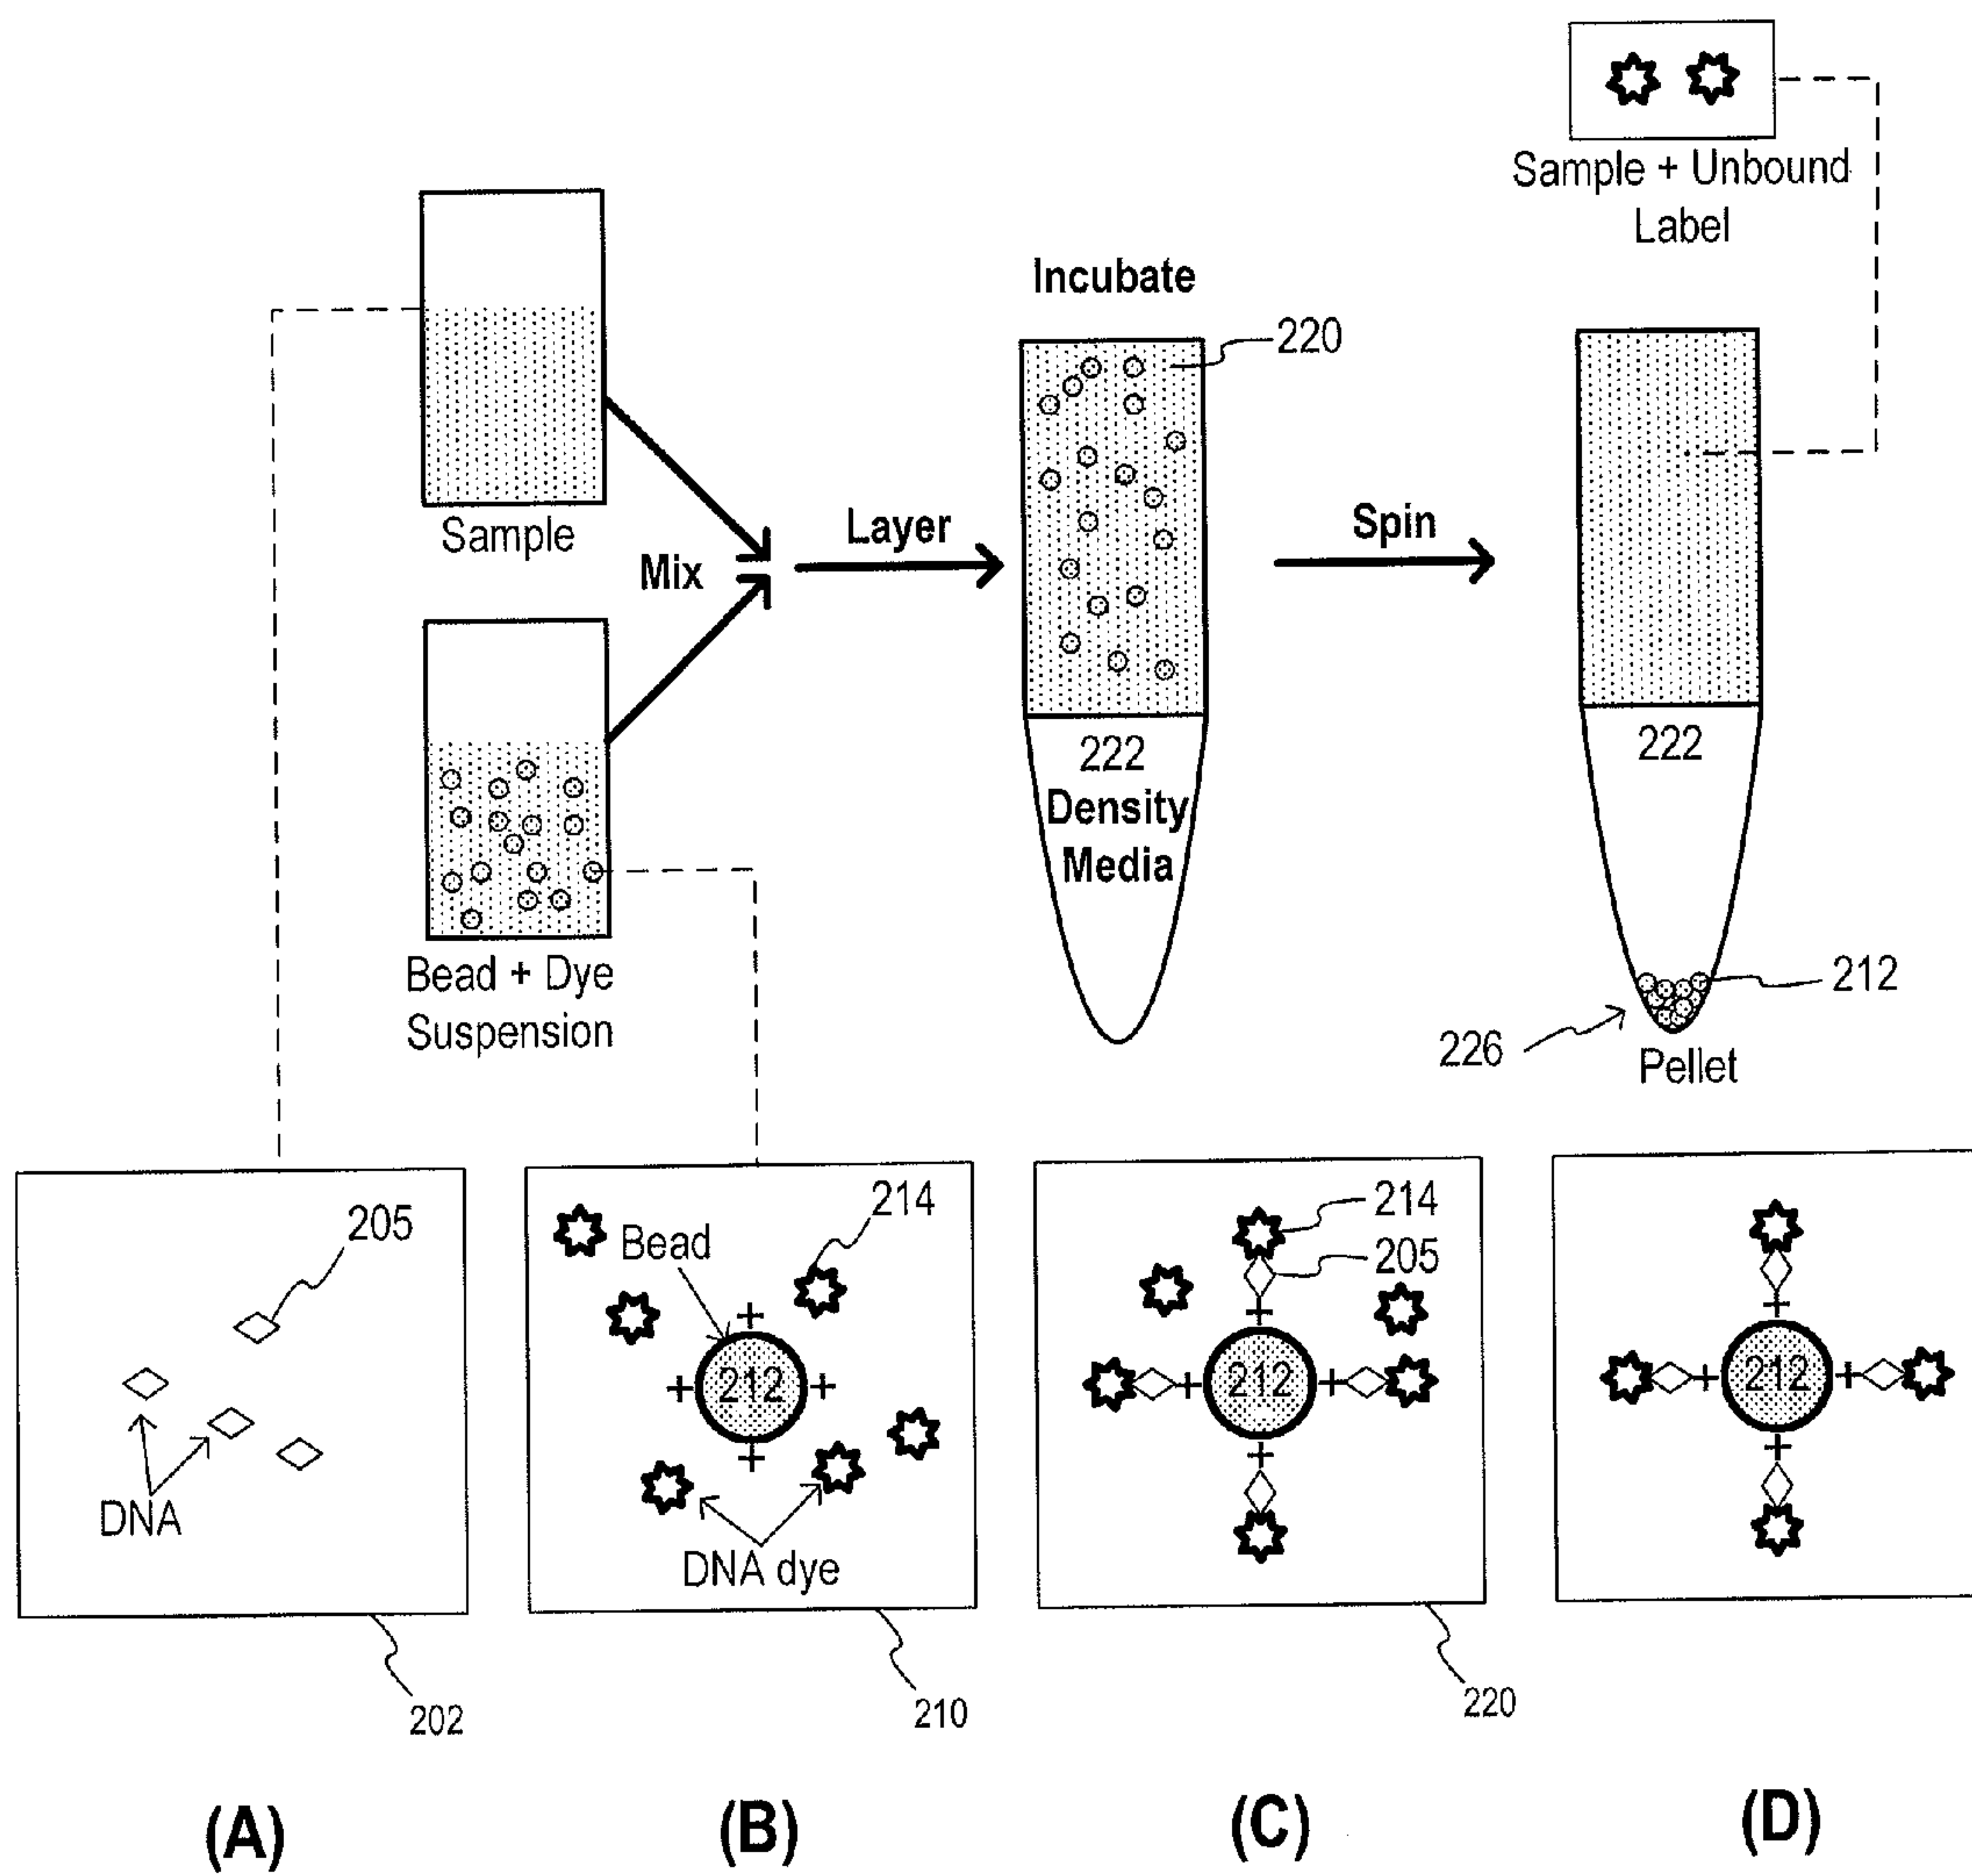 Sample + Unbound
Label
Incubate
220
Sample
Mix
Layer
Spin
222
Density
Media
222
Bead + Dye
Suspension
212
226
Pellet
205
DNA
202
Bead
214
+
+ 212 +
+
DNA dye
210
214
205
+
+ 212 +
+
220
+
+ 212 +
+
(A)
(B)
(C)
(D)